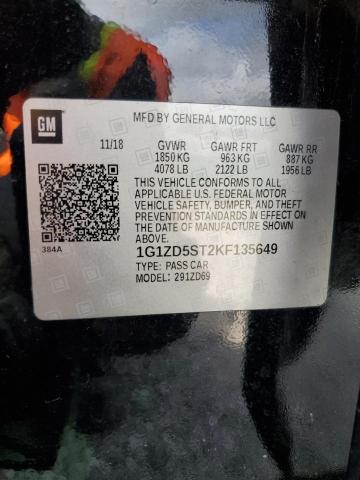 GM
MFD BY GENERAL MOTORS LLC
11/18 GVWR GAWR FRT GAWR RR
1850 KG 963 KG 887 KG
4078 LB 2122 LB 1956 LB
THIS VEHICLE CONFORMS TO ALL
APPLICABLE U.S. FEDERAL MOTOR
VEHICLE SAFETY, BUMPER, AND THEFT
PREVENTION STANDARDS IN EFFECT
ON THE DATE OF MANUFACTURE
SHOWN ABOVE.
384A
1G1ZD5ST2KF135649
TYPE: PASS CAR
MODEL: 291ZD69